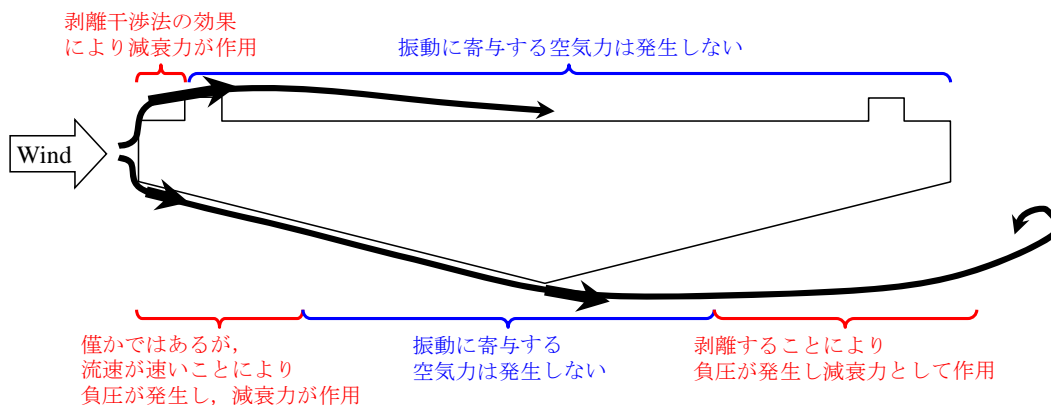 剥離干渉法の効果
により減衰力が作用
振動に寄与する空気力は発生しない
Wind
僅かではあるが,
流速が速いことにより
負圧が発生し,減衰力が作用
振動に寄与する
空気力は発生しない
剥離することにより
負圧が発生し減衰力として作用